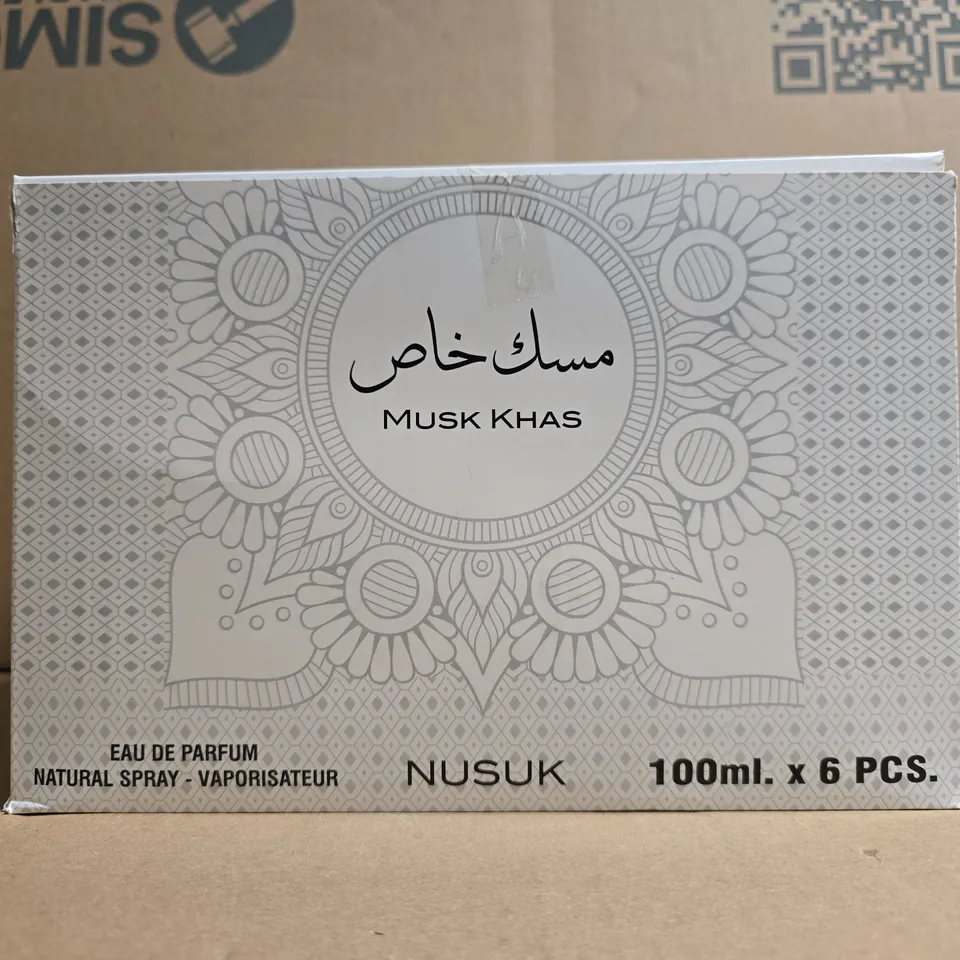 مسك خاص
MUSK KHAS
EAU DE PARFUM
NATURAL SPRAY - VAPORISATEUR
NUSUK
100ml. x 6 PCS.